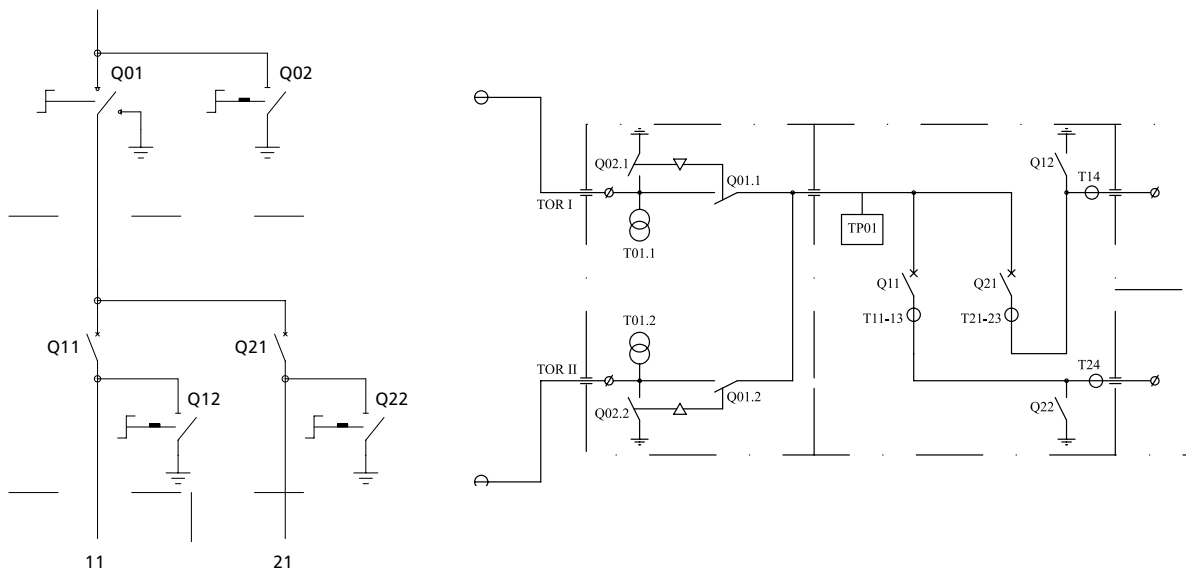 Q01
Q02
Q11
Q21
Q12
Q22
11
21
Q02.1
Q01.1
TOR I
T01.1
TP01
Q12
T14
Q11
Q21
T11-13
T21-23
T01.2
TOR II
Q01.2
Q02.2
T24
Q22